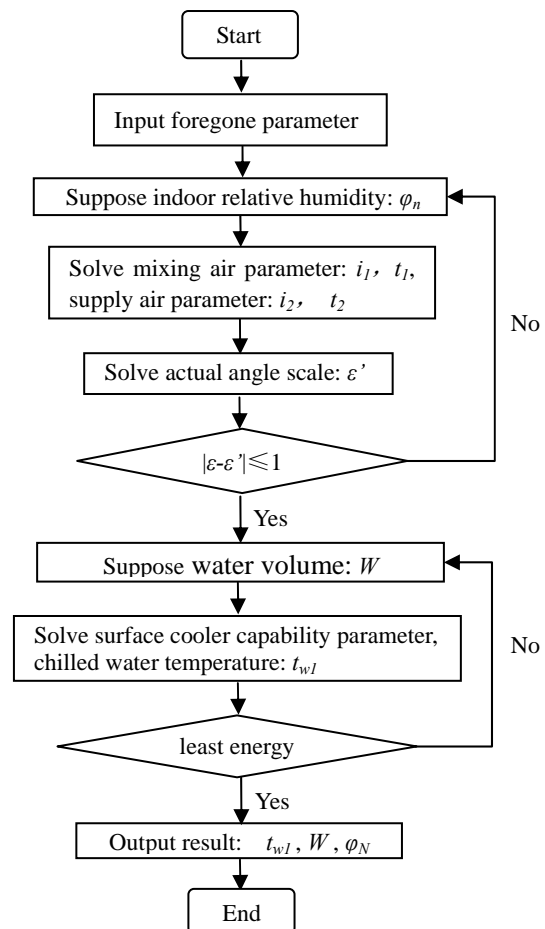 Start
Input foregone parameter
Suppose indoor relative humidity: φn
Solve mixing air parameter: i1， t1,
supply air parameter: i2， t2
No
Solve actual angle scale: ε’
|ε-ε’|≤1
Yes
Suppose water volume: W
Solve surface cooler capability parameter,
chilled water temperature: tw1
No
least energy
Yes
Output result: tw1 , W , φN
End